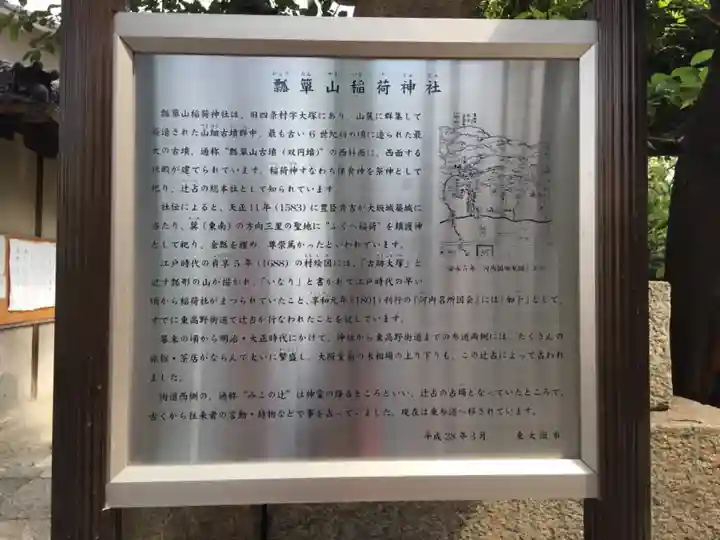 瓢簞山稲荷神社
瓢簞山稲荷神社は、旧四条村字大塚にあり、山麓に群集して
築造された山畑古墳群中、最も古い6世紀初の頃に造られた最
大の古墳、通称"瓢簞山古墳（双円墳）"の西斜面に、西面する
社殿が建てられています。稲荷神すなわち保食神を祭神として
祀り、辻占の総本社として知られています。
社伝によると、天正11年(1583)に豊臣秀吉が大坂城築城に
当たり、巽（東南）の方向三里の聖地に"ふくべ稲荷"を鎮護神
として祀り、金瓢を埋め、尊崇篤かったといわれています。
江戸時代の貞享5年(1688)の村絵図には、「古跡大塚」と
記す瓢形の山が描かれ、「いなり」と書かれて江戸時代の早い
頃から稲荷社がまつられていたこと、享和元年(1801)刊行の『河内名所図会』には「辻卜」として、
すでに東高野街道で辻占が行なわれたことを記しています。
幕末の頃から明治・大正時代にかけて、神社から東高野街道までの参道両側には、たくさんの
旅館・茶店がならんで大いに繁盛し、大阪堂島の米相場の上り下りも、この辻占によって占われ
ました。
街道西側の、通称"みこの辻"は神霊の降るところといい、辻占の占場となっていたところで、
古くから往来者の言動・持物などで事を占っていました。現在は東参道へ移されています。
平成28年3月　東大阪市